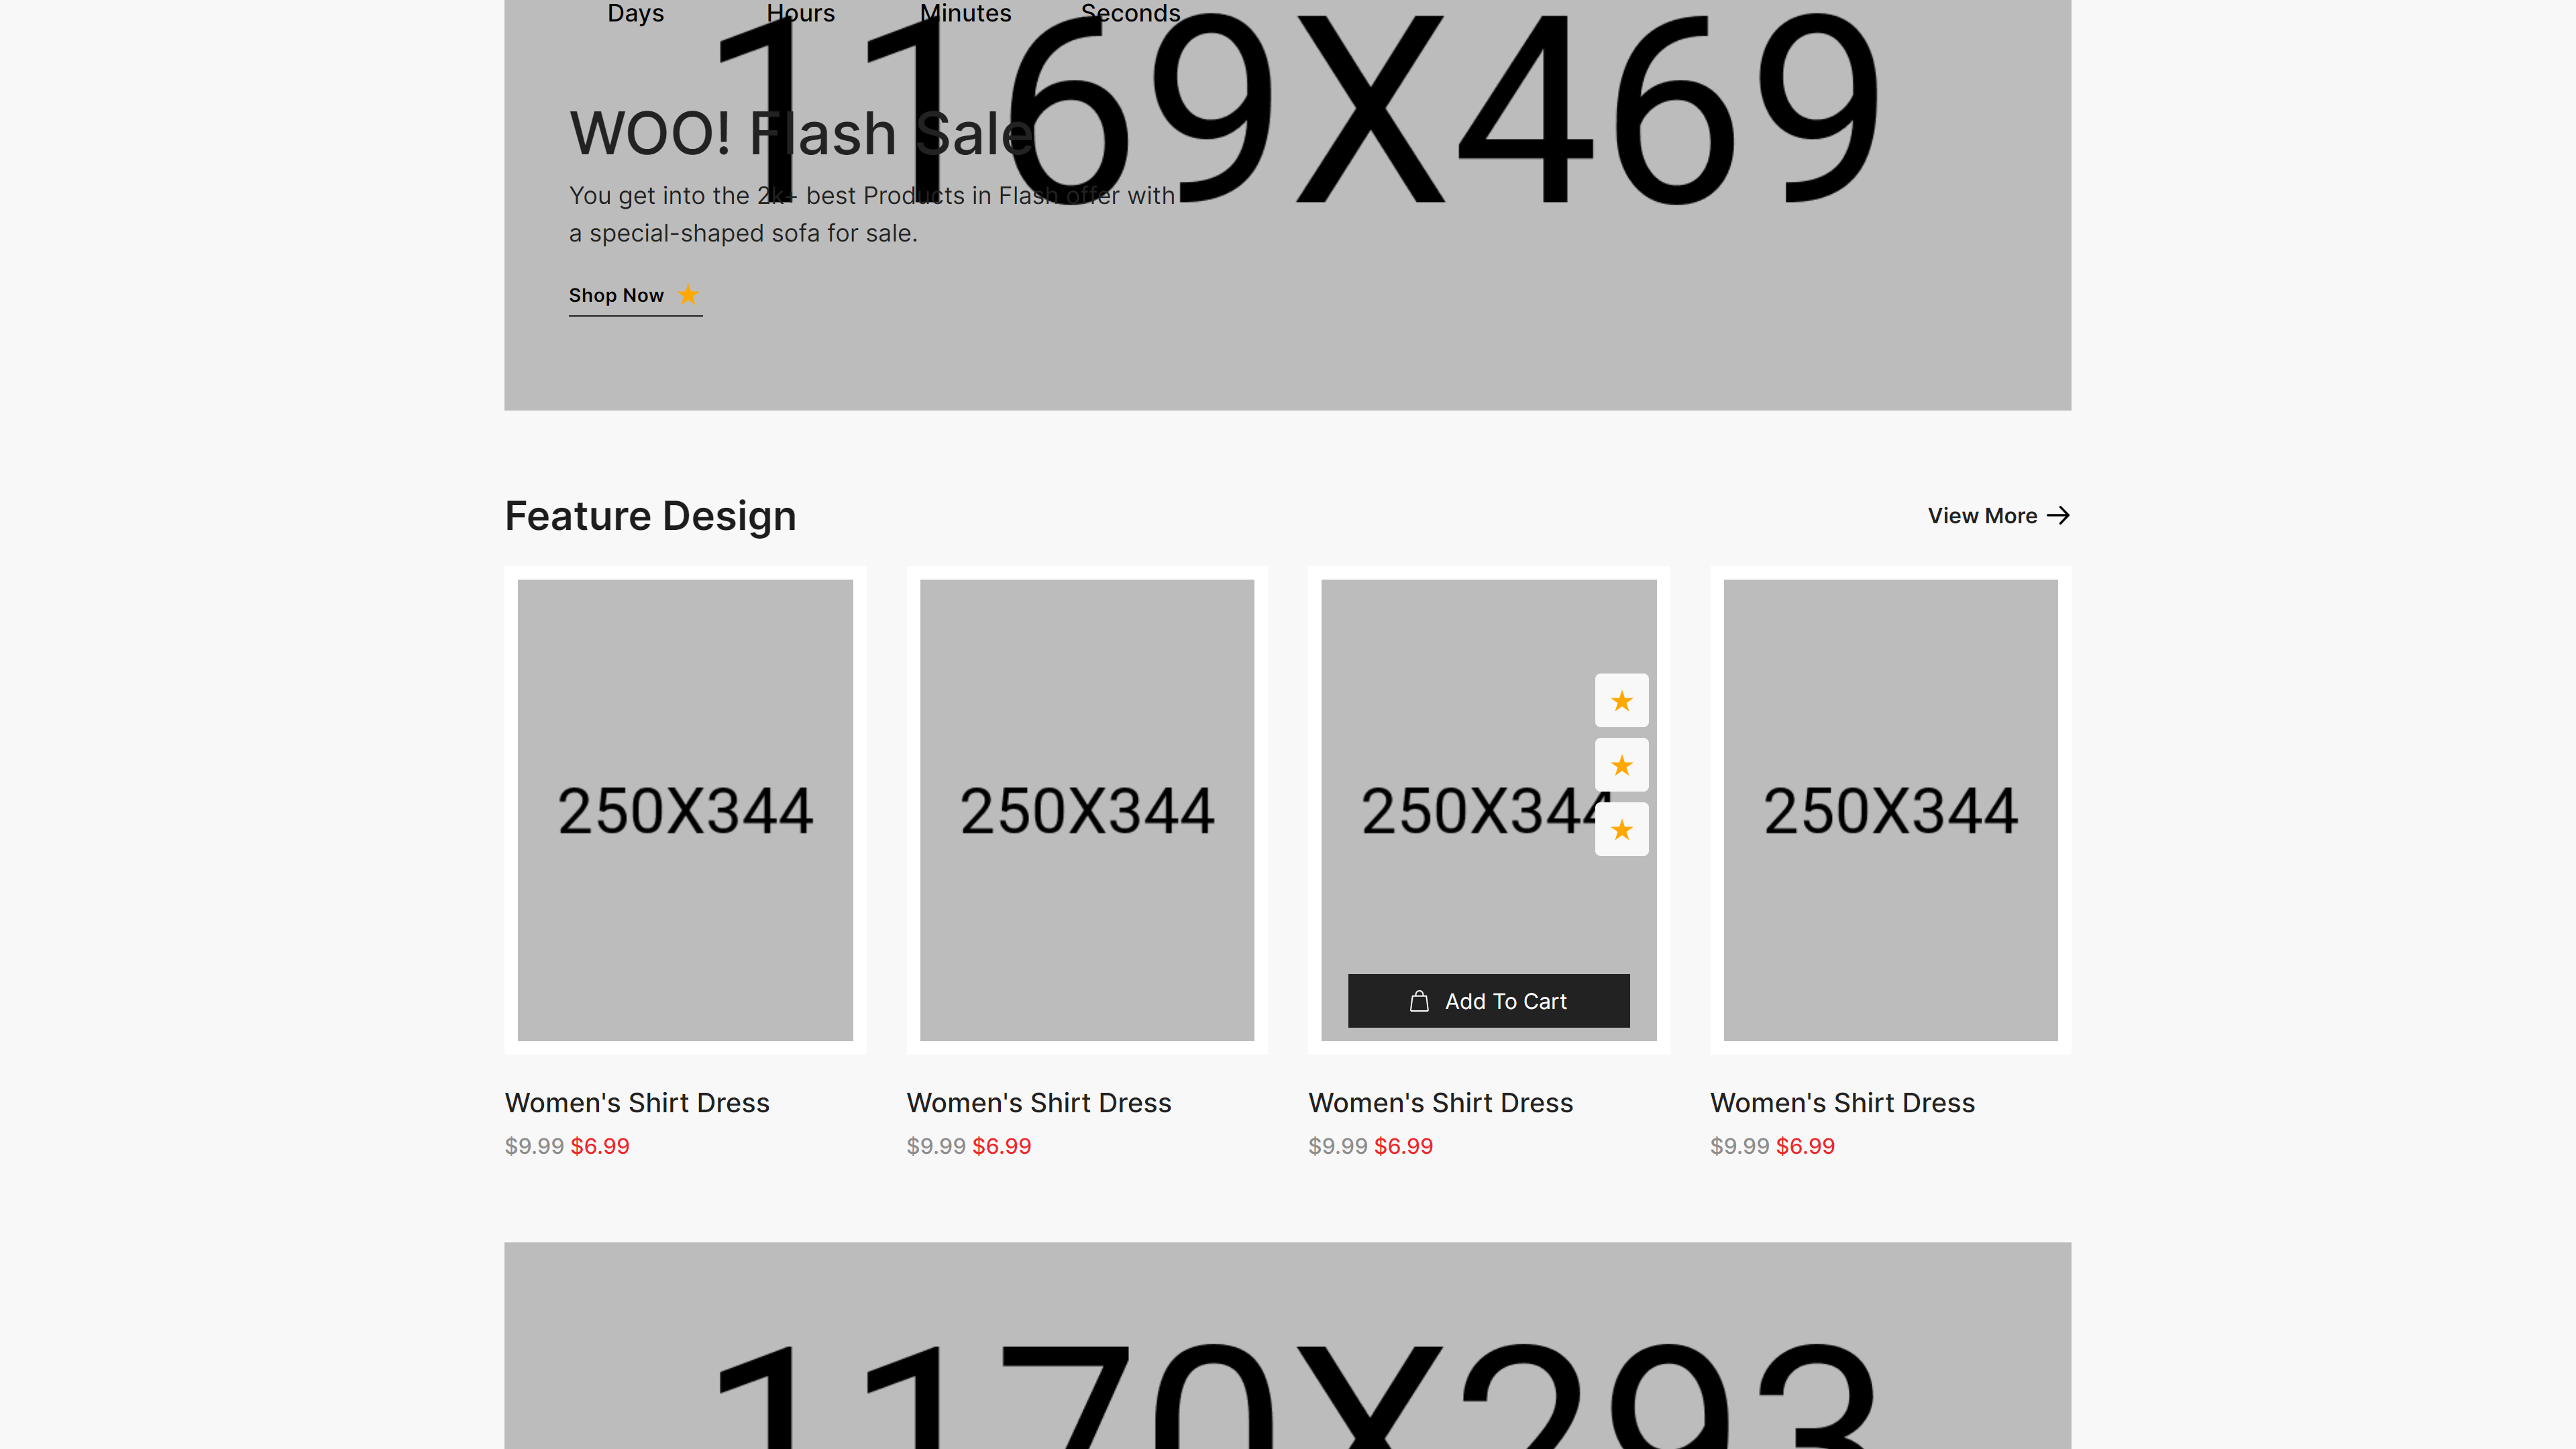 Days Hours Minutes Seconds
1169X469
WOO! Flash Sale
You get into the 2k+ best Products in Flash offer with
a special-shaped sofa for sale.
Shop Now
Feature Design
View More
250X344 250X344 250X344 250X344
Add To Cart
Women's Shirt Dress Women's Shirt Dress Women's Shirt Dress Women's Shirt Dress
$9.99 $6.99 $9.99 $6.99 $9.99 $6.99 $9.99 $6.99
1170X293